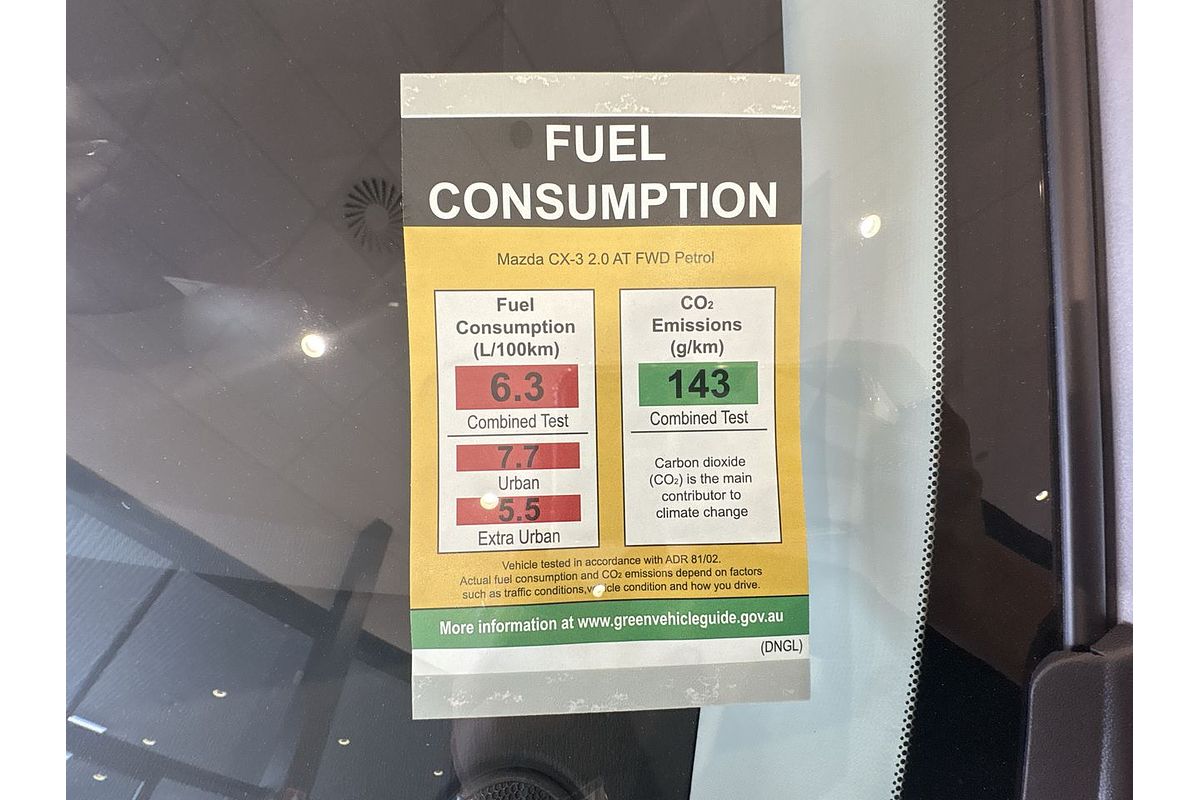 FUEL
CONSUMPTION
Mazda CX-3 2.0 AT FWD Petrol
Fuel
Consumption
(L/100km)
6.3
Combined Test
7.7
Urban
5.5
Extra Urban
CO₂
Emissions
(g/km)
143
Combined Test
Carbon dioxide
(CO₂) is the main
contributor to
climate change
Vehicle tested in accordance with ADR 81/02.
Actual fuel consumption and CO₂ emissions depend on factors
such as traffic conditions,vehicle condition and how you drive.
More information at www.greenvehicleguide.gov.au
(DNGL)